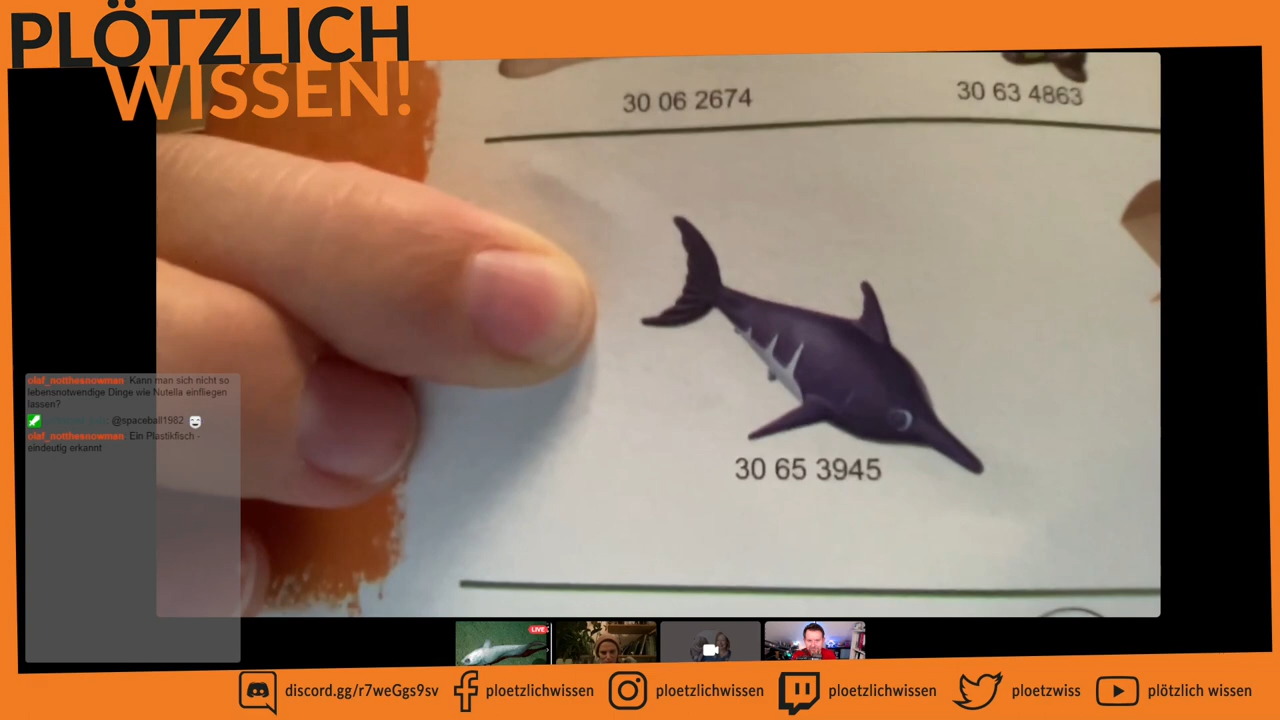 PLÖTZLICH
WISSEN!
30 06 2674
30 63 4863
30 65 3945
olaf_notthesnowman: Kann man sich nicht so
lebensnotwendige Dinge wie Nutella einfliegen
lassen?
@spaceball1982
olaf_notthesnowman: Ein Plastikfisch -
eindeutig erkannt
LIVE
discord.gg/r7weGgs9sv
ploetzlichwissen
ploetzlichwissen
ploetzlichwissen
ploetzwiss
plötzlich wissen